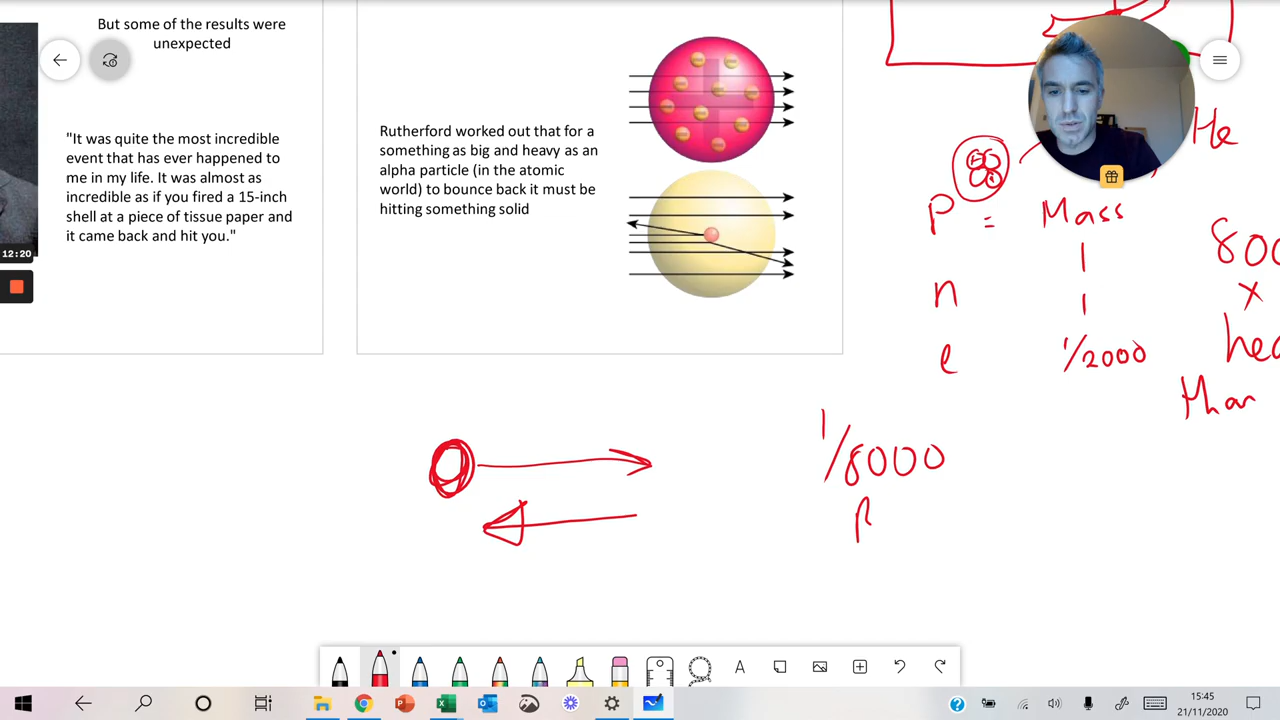 But some of the results were
unexpected
"It was quite the most incredible
event that has ever happened to
me in my life. It was almost as
incredible as if you fired a 15-inch
shell at a piece of tissue paper and
it came back and hit you."
12:20
Rutherford worked out that for a
something as big and heavy as an
alpha particle (in the atomic
world) to bounce back it must be
hitting something solid
He
P = Mass
1
n 1
e 1/2000
800
x
hea
than
1/8000
A
15:45
21/11/2020